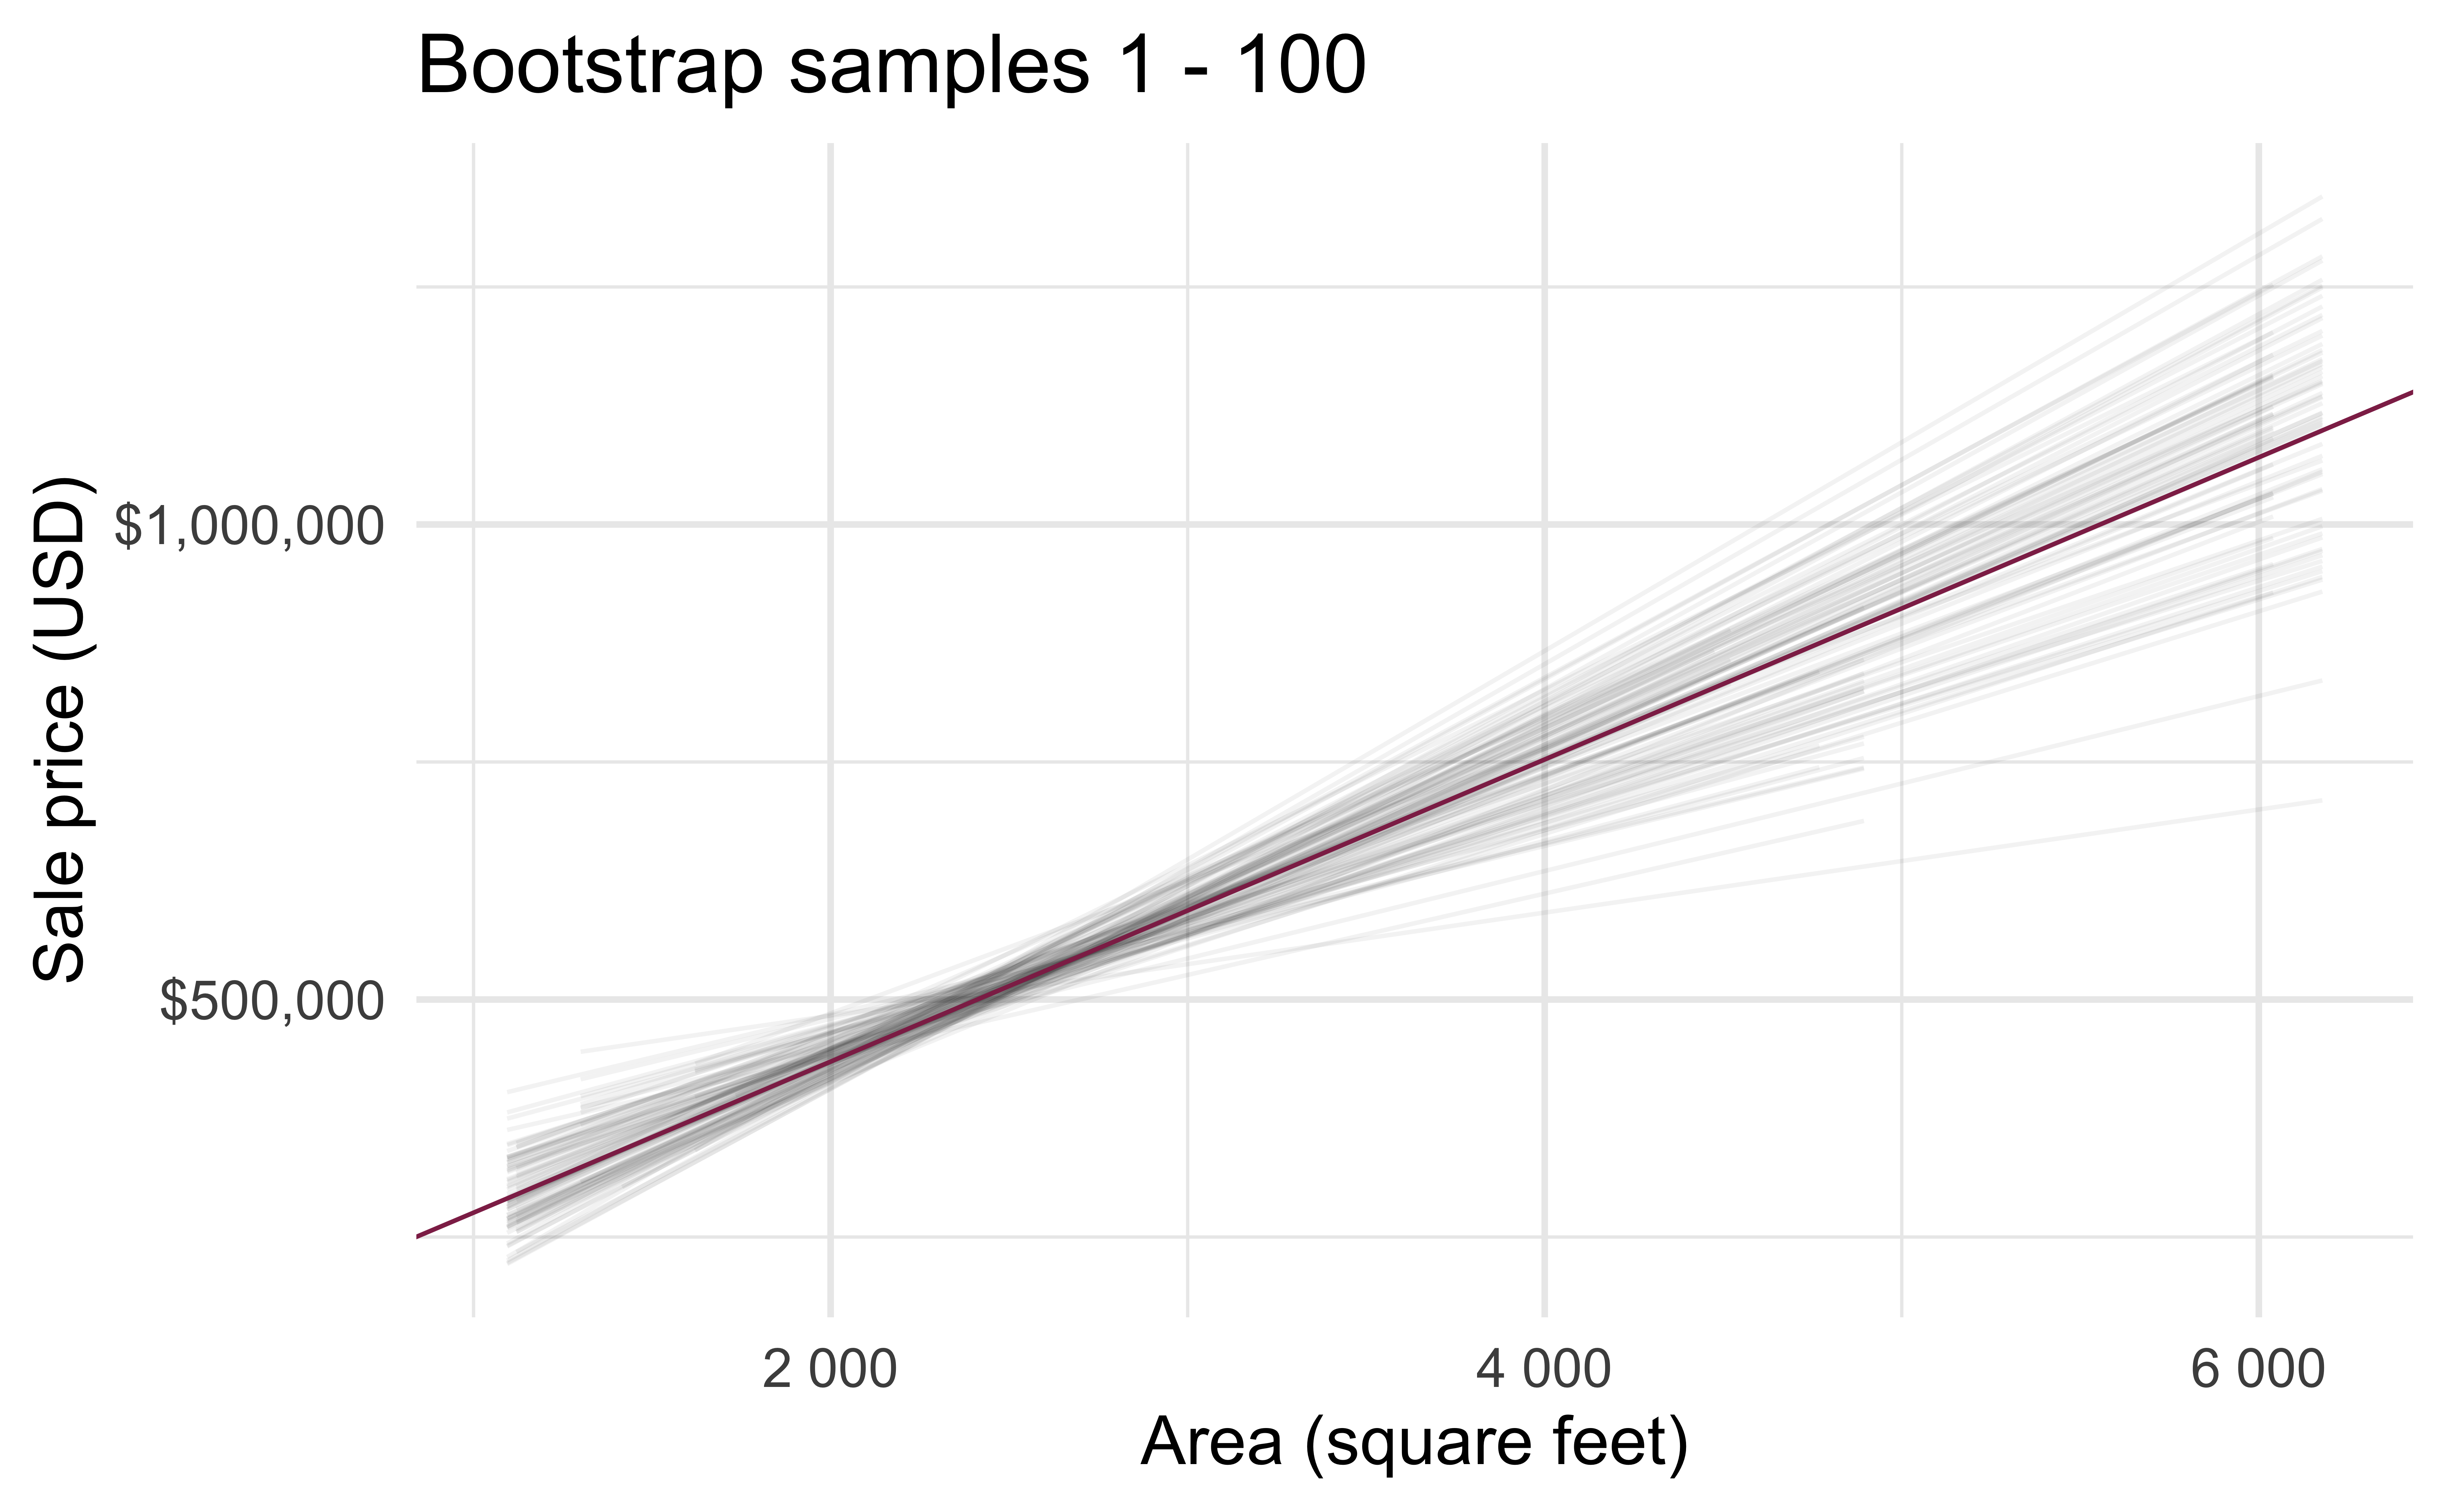 Bootstrap samples 1 - 100
Sale price (USD)
$1,000,000
$500,000
2 000
4 000
6 000
Area (square feet)